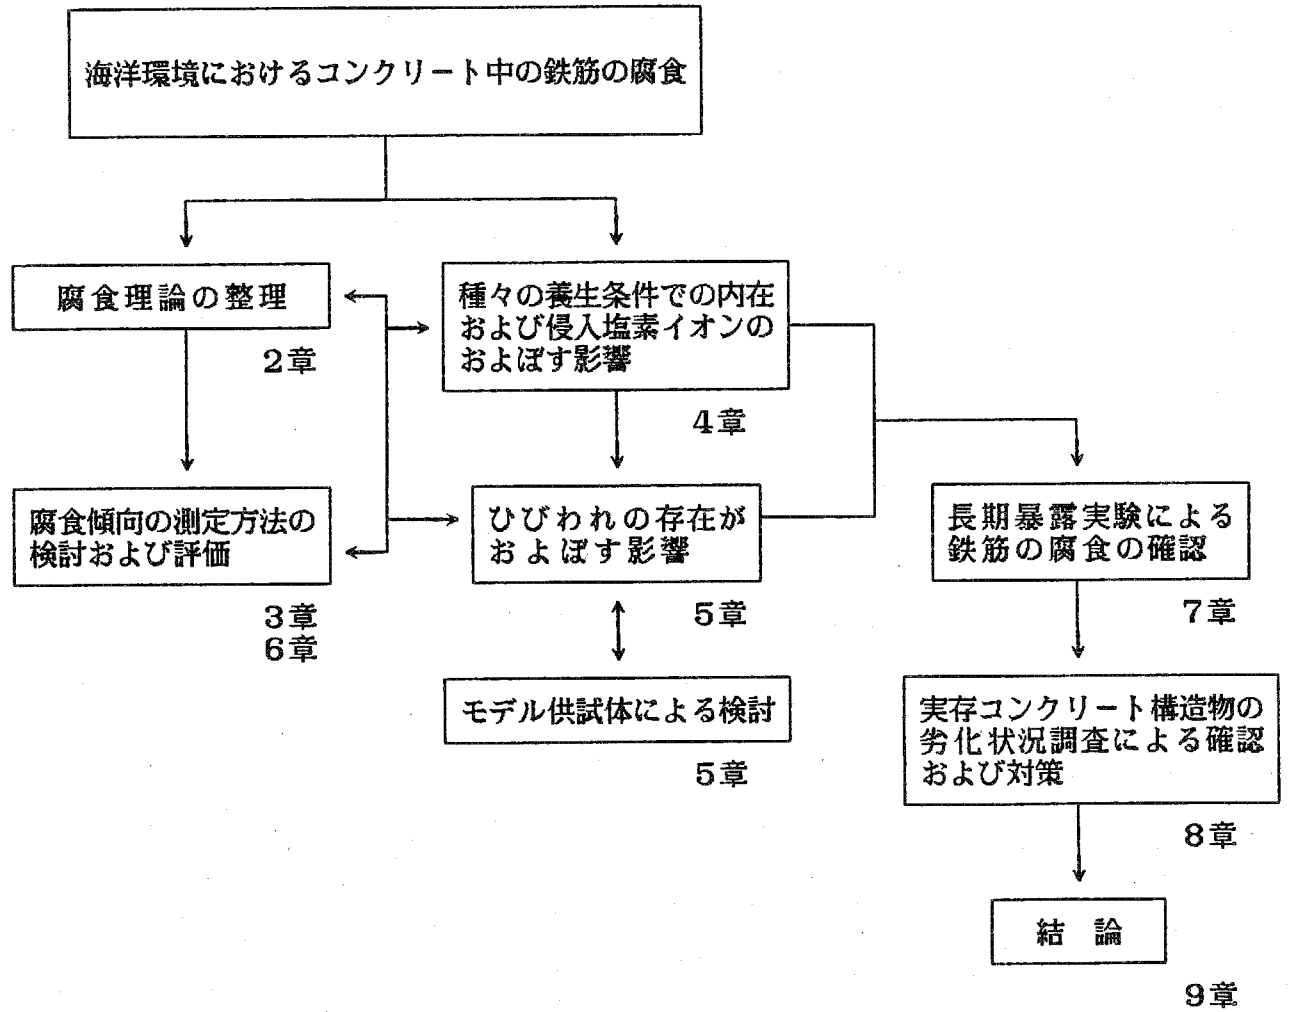 海洋環境におけるコンクリート中の鉄筋の腐食
腐食理論の整理
2章
種々の養生条件での内在
および侵入塩素イオンの
およぼす影響
4章
腐食傾向の測定方法の
検討および評価
3章
6章
ひびわれの存在が
およぼす影響
5章
モデル供試体による検討
5章
長期暴露実験による
鉄筋の腐食の確認
7章
実存コンクリート構造物の
劣化状況調査による確認
および対策
8章
結論
9章